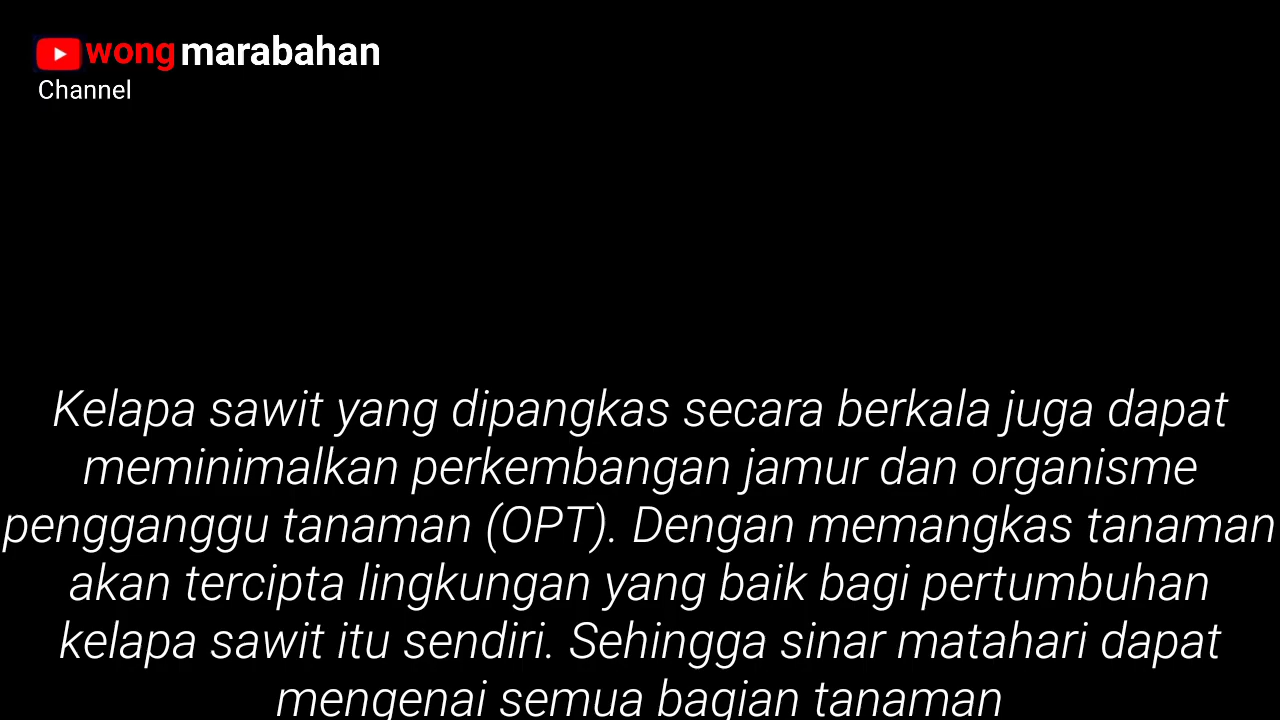 wong marabahan
Channel
Kelapa sawit yang dipangkas secara berkala juga dapat
meminimalkan perkembangan jamur dan organisme
pengganggu tanaman (OPT). Dengan memangkas tanaman
akan tercipta lingkungan yang baik bagi pertumbuhan
kelapa sawit itu sendiri. Sehingga sinar matahari dapat
mengenai semua bagian tanaman